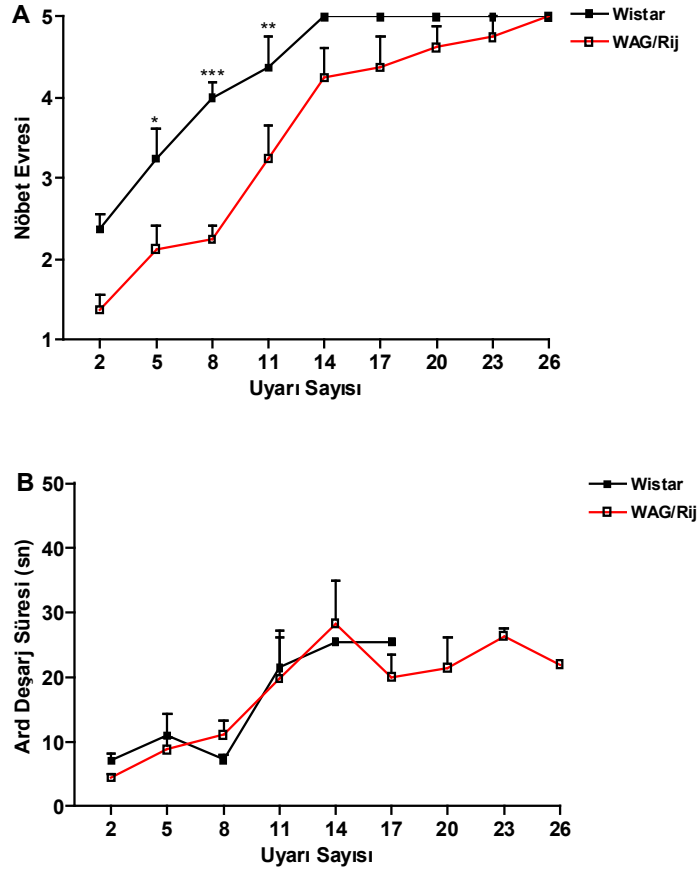 A
Wistar
WAG/Rij
Nöbet Evresi
5
4
3
2
1
*
***
**
2 5 8 11 14 17 20 23 26
Uyarı Sayısı
B
Wistar
WAG/Rij
Ard Deşarj Süresi (sn)
50
40
30
20
10
0
2 5 8 11 14 17 20 23 26
Uyarı Sayısı